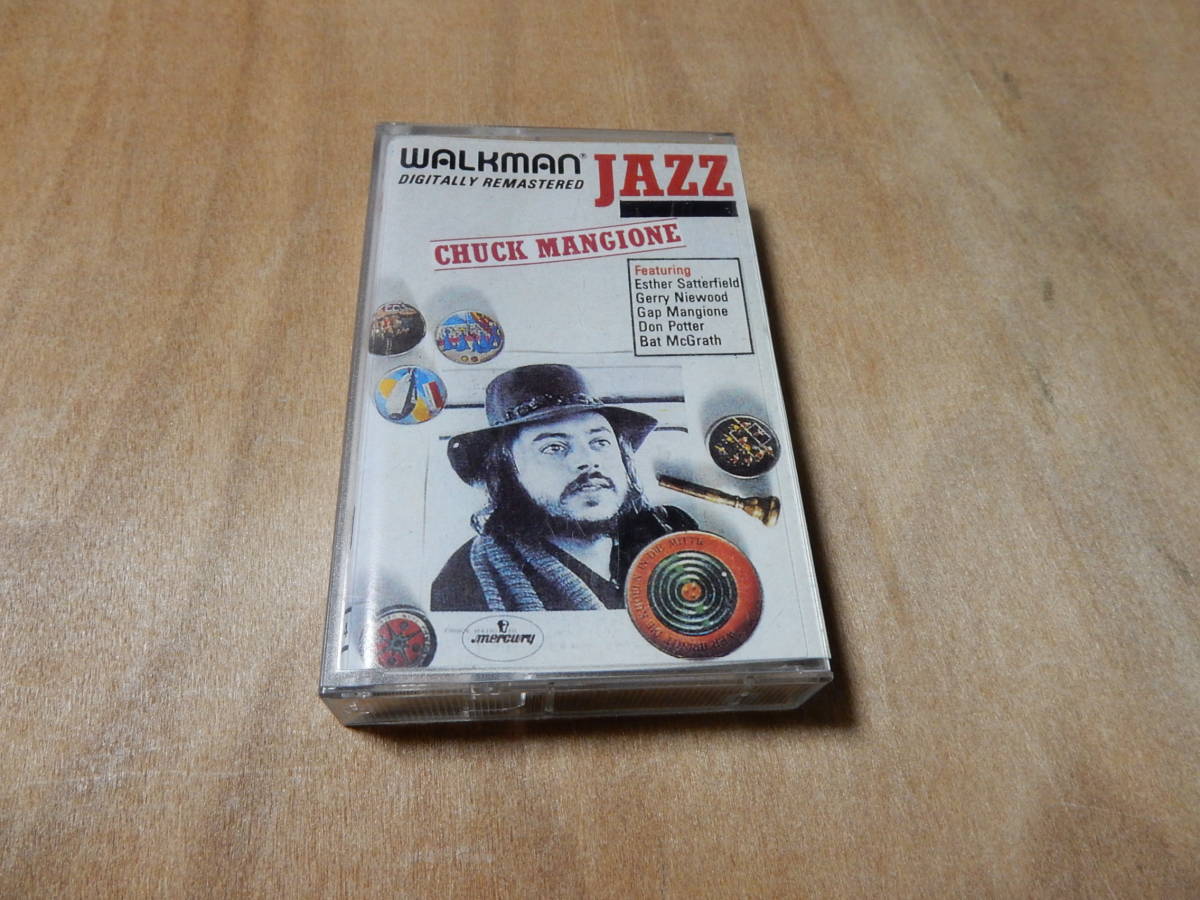 WALKMAN®
JAZZ
DIGITALLY REMASTERED
CHUCK MANGIONE
Featuring
Esther Satterfield
Gerry Niewood
Gap Mangione
Don Potter
Bat McGrath
mercury